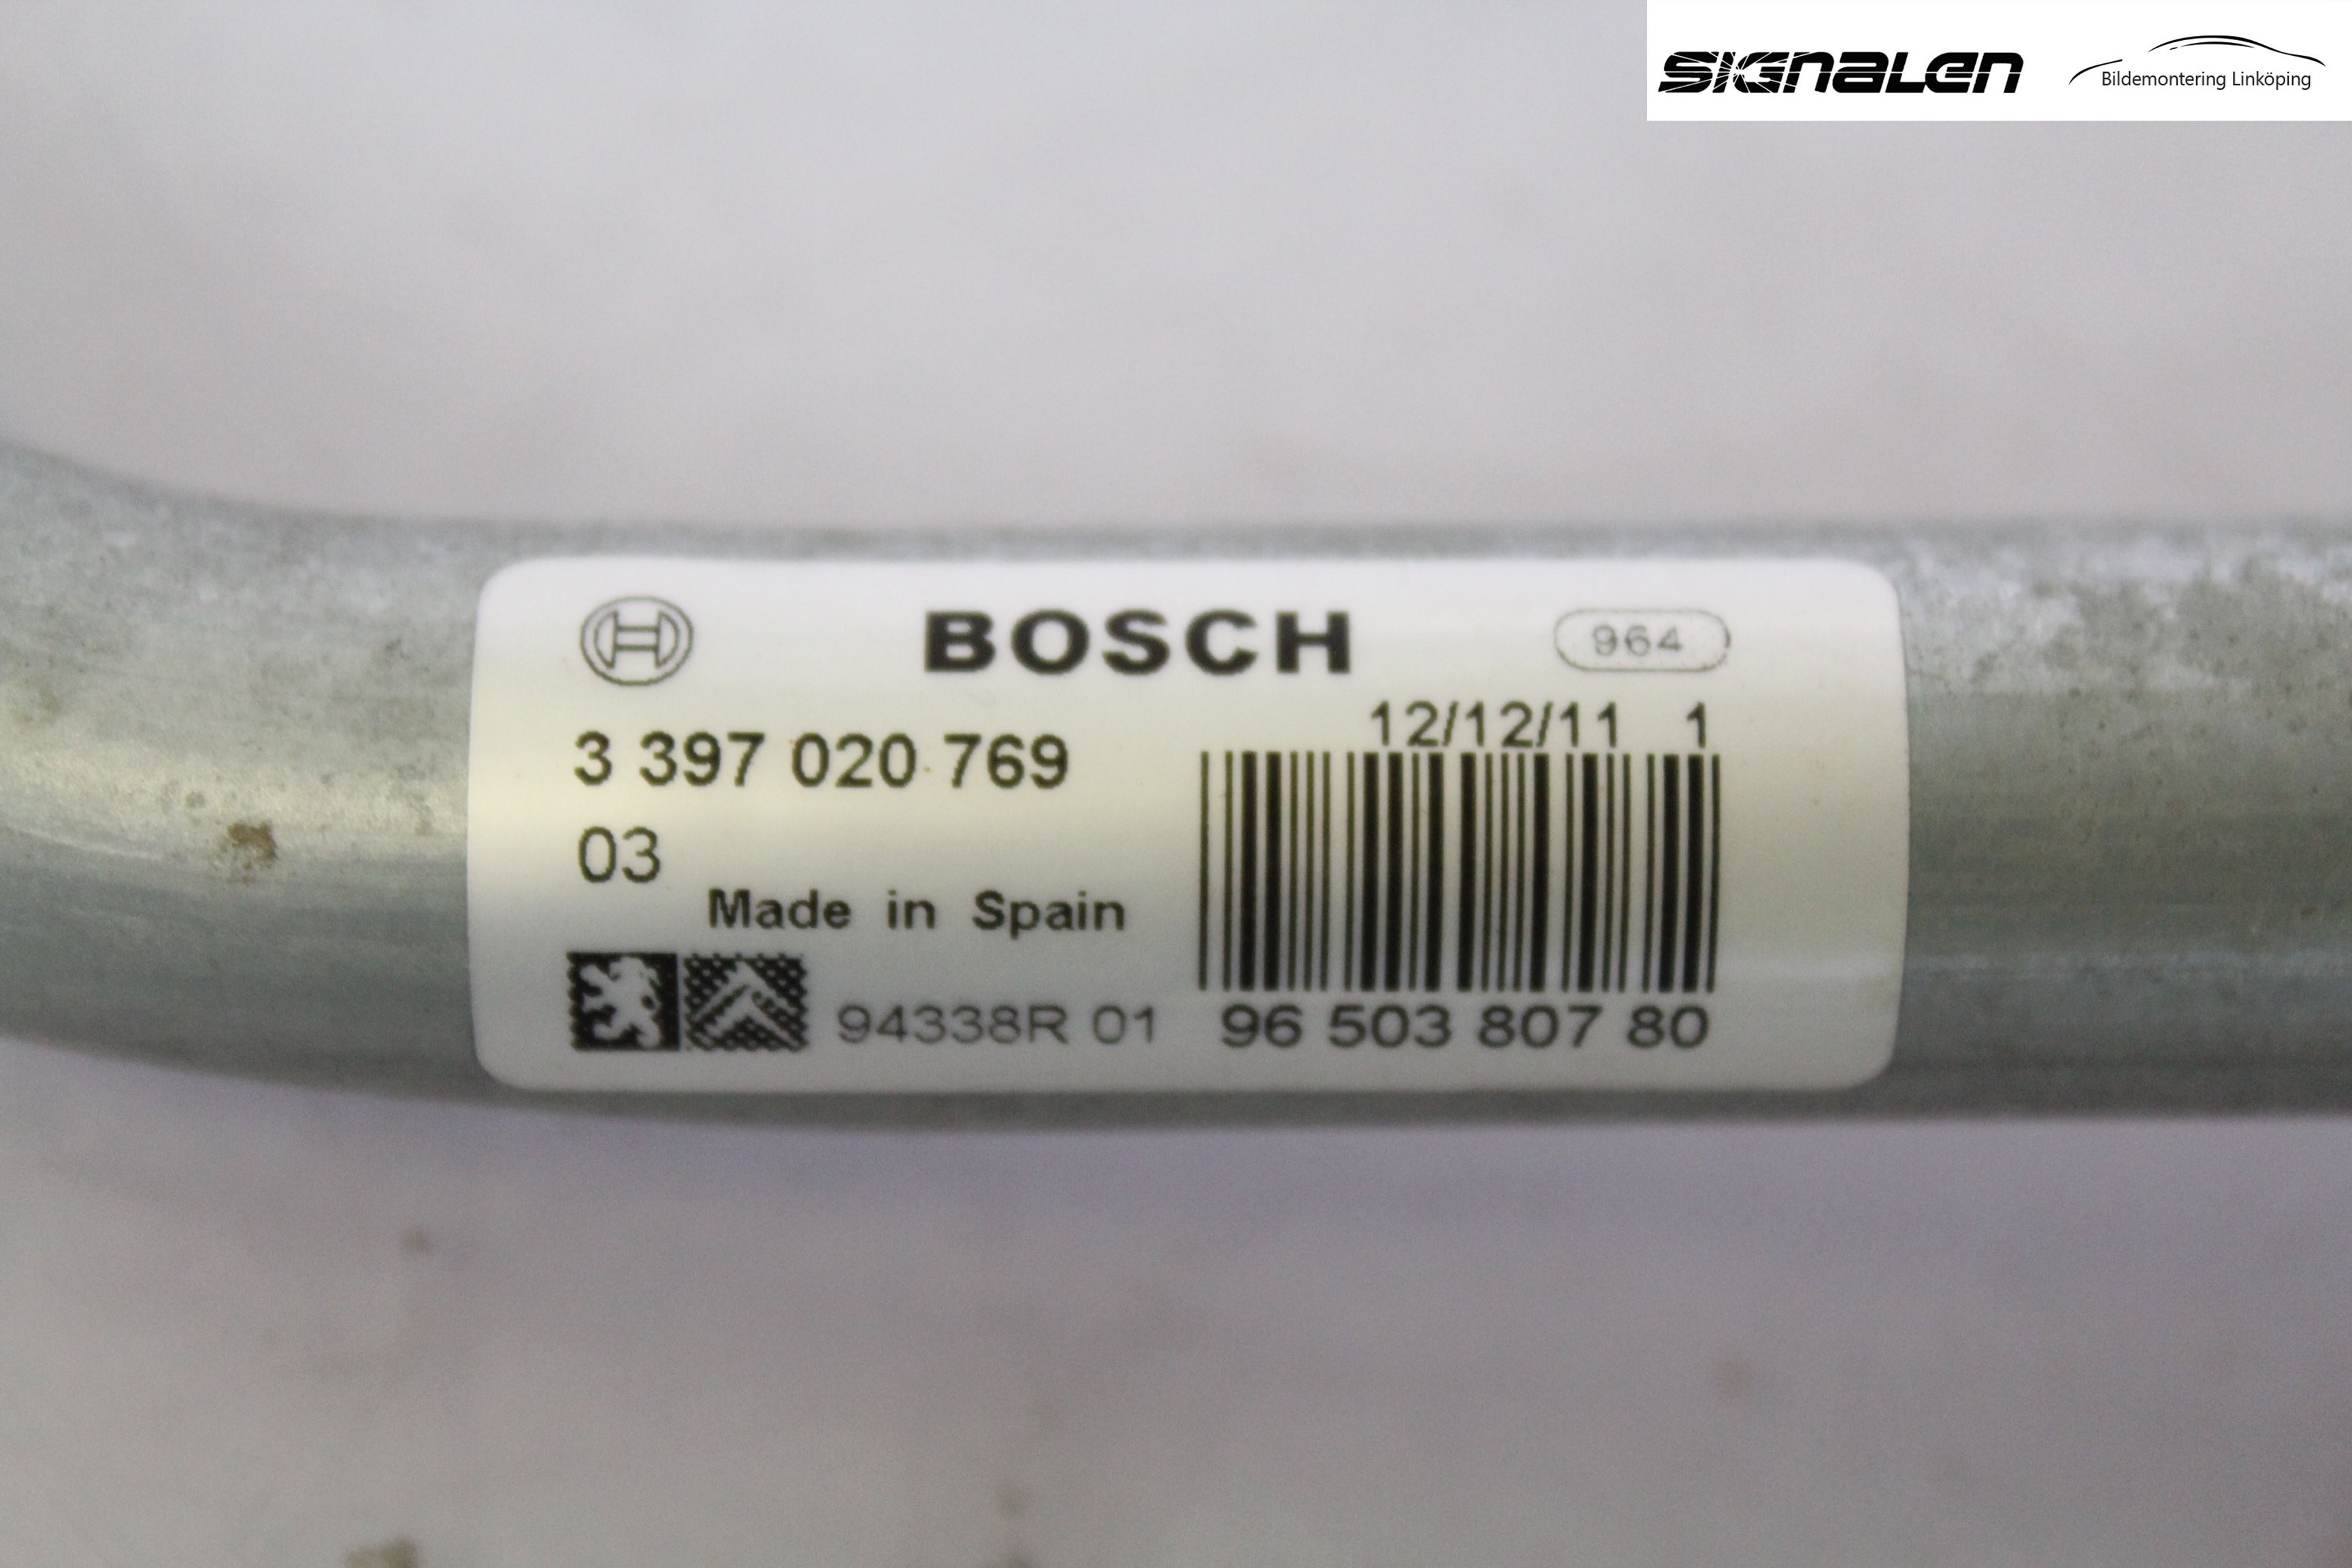 SIGNALEN
Bildemontering Linköping
BOSCH
964
12/12/11 1
3 397 020 769
03
Made in Spain
94338R 01
96 503 807 80